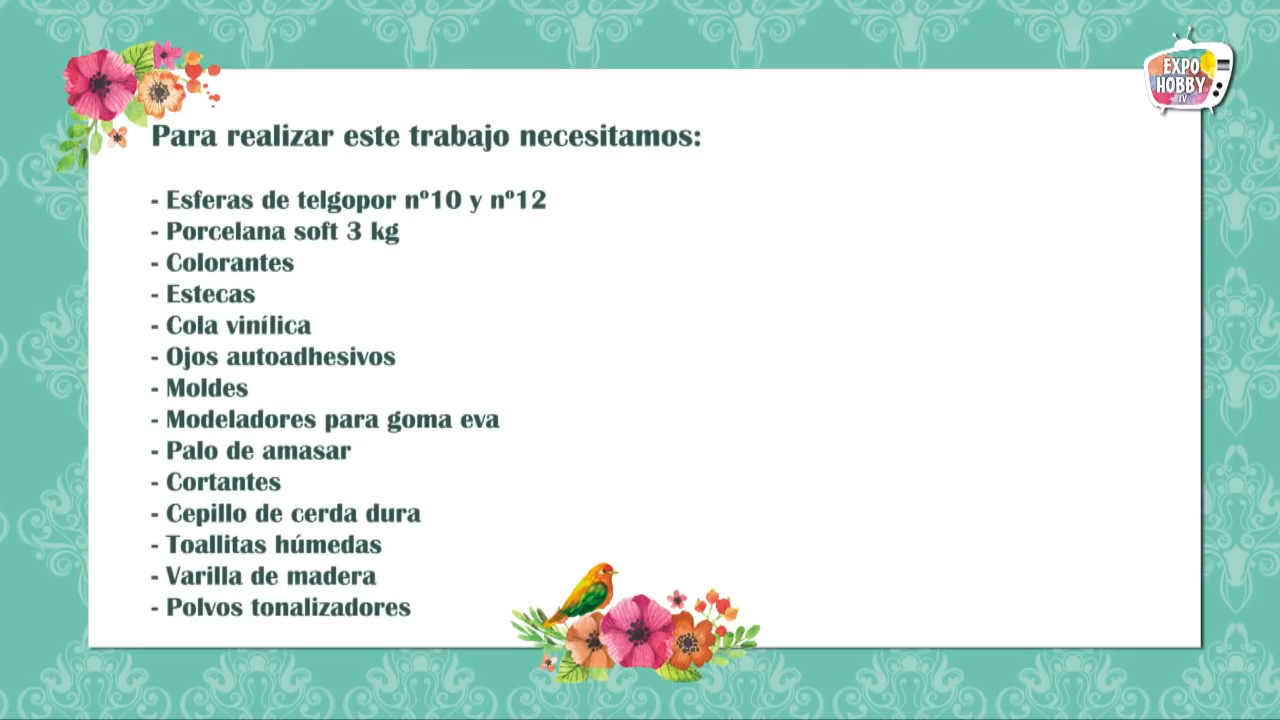 EXPO
HOBBY
TV
Para realizar este trabajo necesitamos:
- Esferas de telgopor nº10 y nº12
- Porcelana soft 3 kg
- Colorantes
- Estecas
- Cola vinílica
- Ojos autoadhesivos
- Moldes
- Modeladores para goma eva
- Palo de amasar
- Cortantes
- Cepillo de cerda dura
- Toallitas húmedas
- Varilla de madera
- Polvos tonalizadores